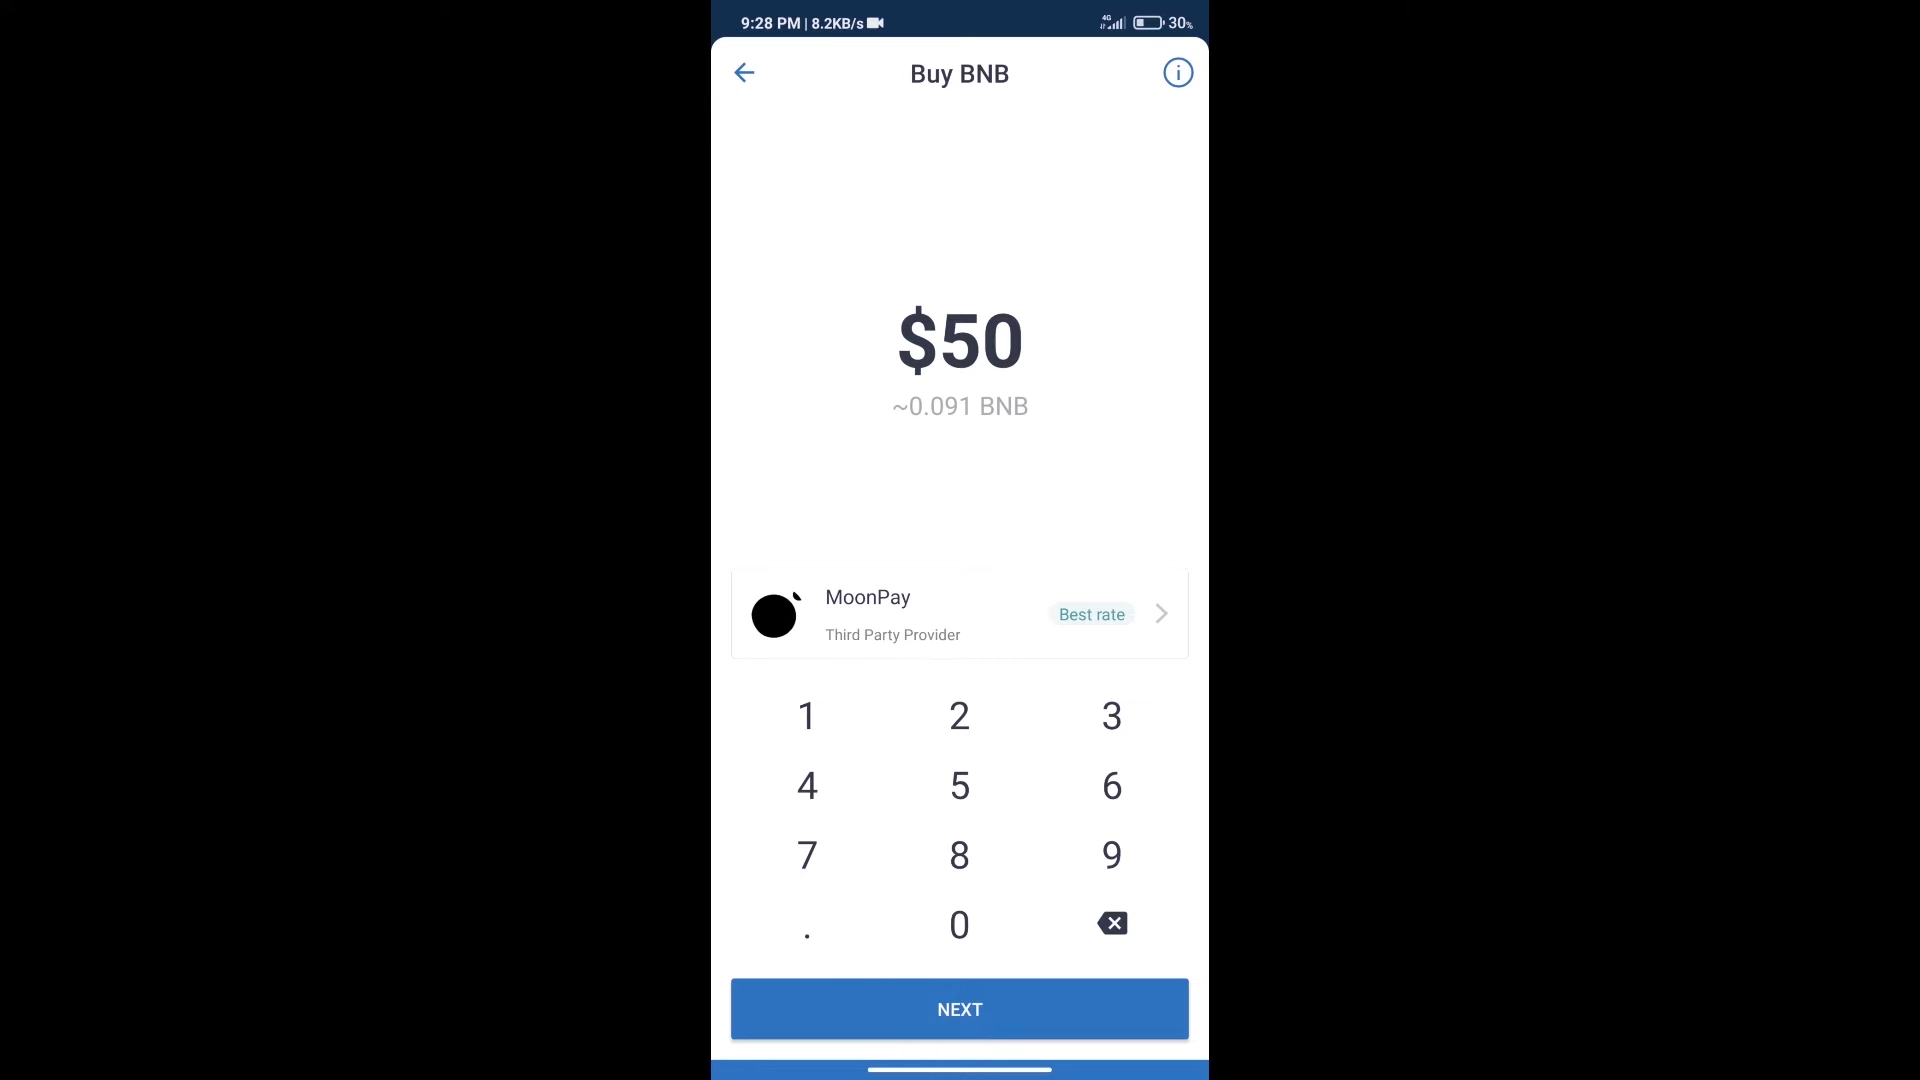 9:28 PM | 8.2KB/s 4G 30%
Buy BNB
$50
~0.091 BNB
MoonPay
Best rate
Third Party Provider
1 2 3
4 5 6
7 8 9
. 0
NEXT